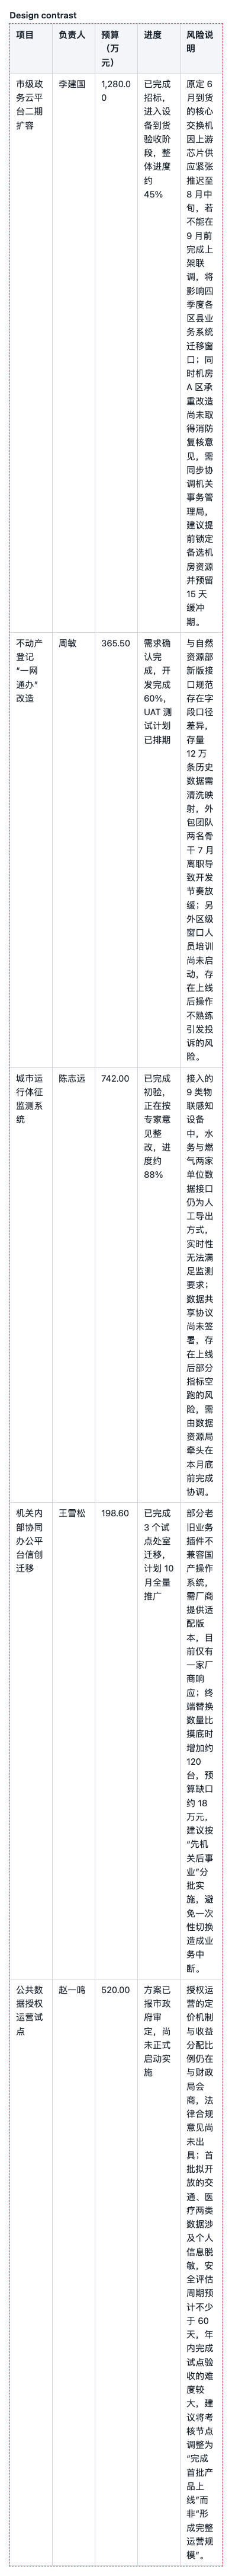 Design contrast
项目
负责人
预算
（万
元）
进度
风险说
明
市级政
务云平
台二期
扩容
李建国
1,280.0
0
已完成
招标，
进入设
备到货
验收阶
段，整
体进度
约
45%
原定 6
月到货
的核心
交换机
因上游
芯片供
应紧张
推迟至
8 月中
旬，若
不能在
9 月前
完成上
架联
调，将
影响四
季度各
区县业
务系统
迁移窗
口；同
时机房
A 区承
重改造
尚未取
得消防
复核意
见，需
同步协
调机关
事务管
理局，
建议提
前锁定
备选机
房资源
并预留
15 天
缓冲
期。
不动产
登记
“一网
通办”
改造
周敏
365.50
需求确
认完
成，开
发完成
60%，
UAT 测
试计划
已排期
与自然
资源部
新版接
口规范
存在字
段口径
差异，
存量
12 万
条历史
数据需
清洗映
射，外
包团队
两名骨
干 7 月
离职导
致开发
节奏放
缓；另
外区级
窗口人
员培训
尚未启
动，存
在上线
后操作
不熟练
引发投
诉的风
险。
城市运
行体征
监测系
统
陈志远
742.00
已完成
初验，
正在按
专家意
见整
改，进
度约
88%
接入的
9 类物
联感知
设备
中，水
务与燃
气两家
单位数
据接口
仍为人
工导出
方式，
实时性
无法满
足监测
要求；
数据共
享协议
尚未签
署，存
在上线
后部分
指标空
跑的风
险，需
由数据
资源局
牵头在
本月底
前完成
协调。
机关内
部协同
办公平
台信创
迁移
王雪松
198.60
已完成
3 个试
点处室
迁移，
计划 10
月全量
推广
部分老
旧业务
插件不
兼容国
产操作
系统，
需厂商
提供适
配版
本，目
前仅有
一家厂
商响
应；终
端替换
数量比
摸底时
增加约
120
台，预
算缺口
约 18
万元，
建议按
“先机
关后事
业”分
批实
施，避
免一次
性切换
造成业
务中
断。
公共数
据授权
运营试
点
赵一鸣
520.00
方案已
报市政
府审
定，尚
未正式
启动实
施
授权运
营的定
价机制
与收益
分配比
例仍在
与财政
局会
商，法
律合规
意见尚
未出
具；首
批拟开
放的交
通、医
疗两类
数据涉
及个人
信息脱
敏，安
全评估
周期预
计不少
于 60
天，年
内完成
试点验
收的难
度较
大，建
议将考
核节点
调整为
“完成
首批产
品上
线”而
非“形
成完整
运营规
模”。